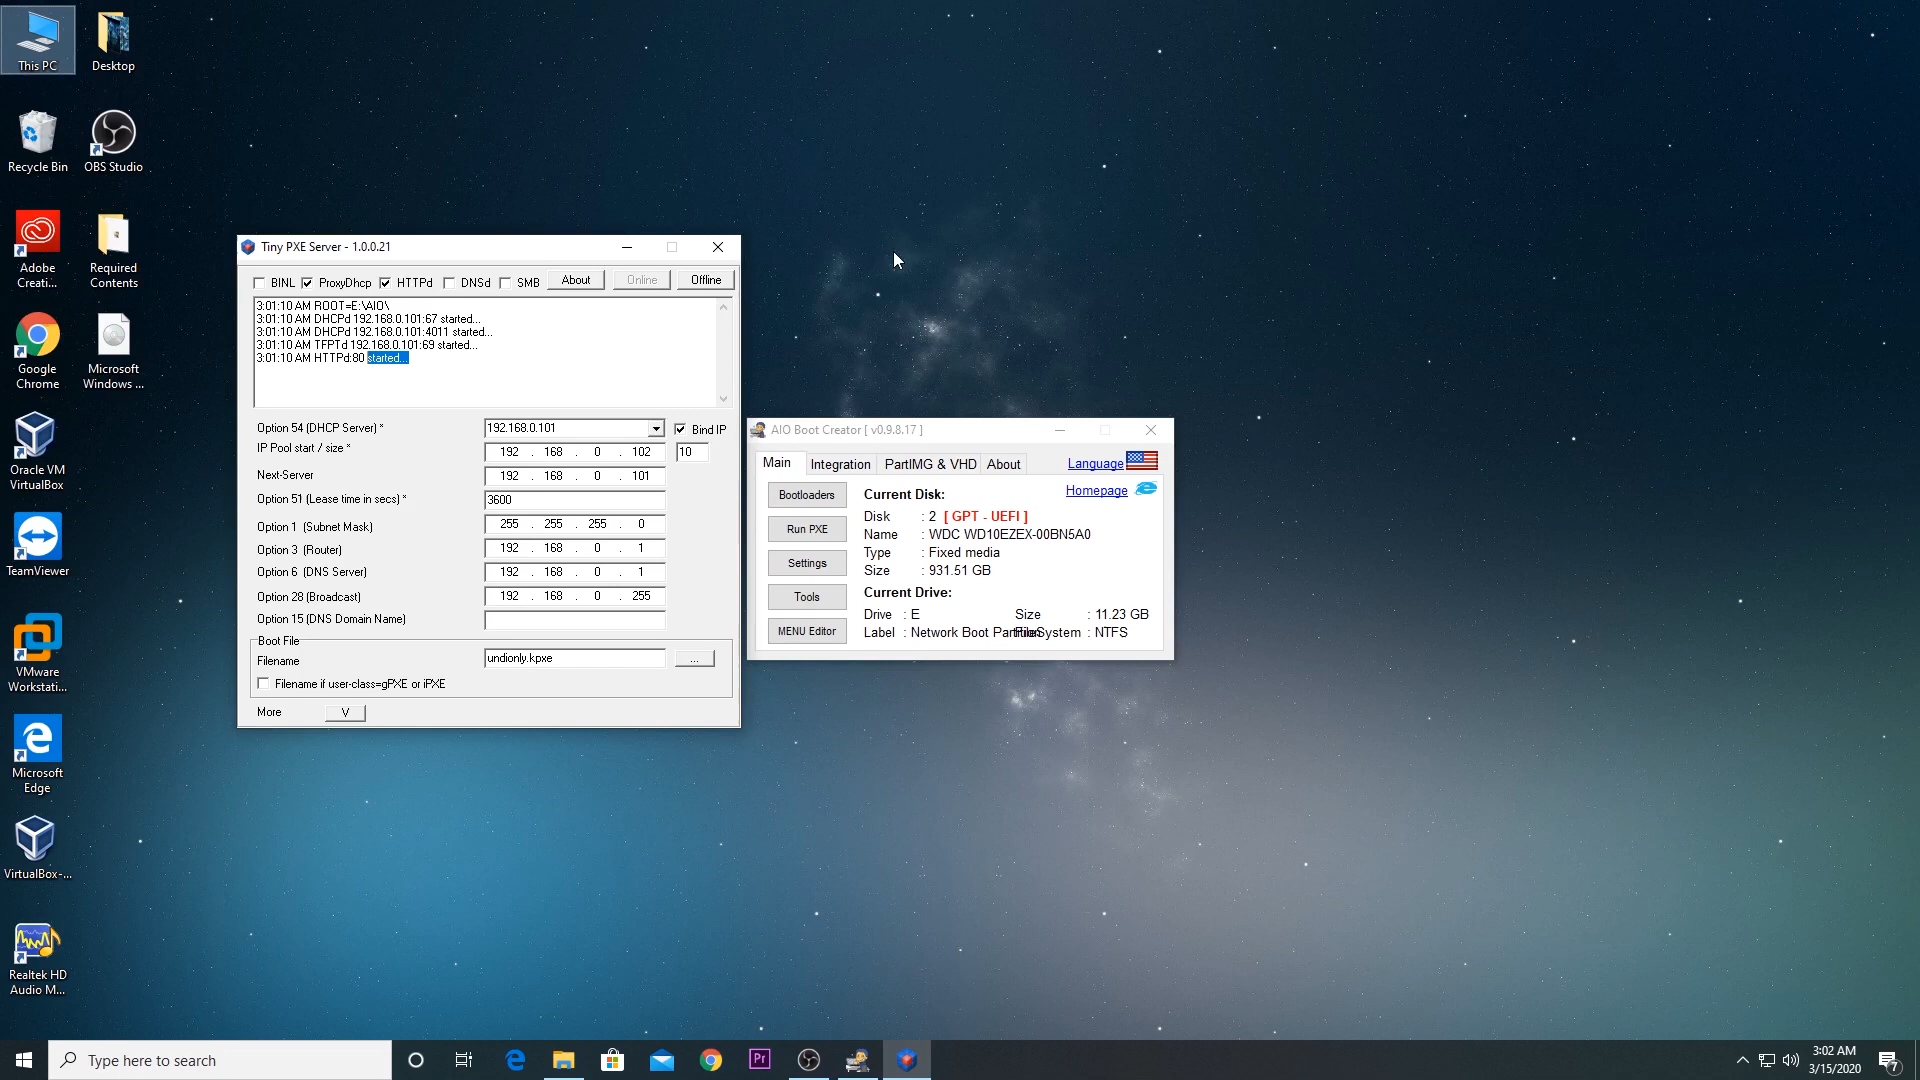 This PC
Desktop
Recycle Bin
OBS Studio
Adobe
Creati...
Required
Contents
Google
Chrome
Microsoft
Windows ...
Oracle VM
VirtualBox
TeamViewer
VMware
Workstati...
Microsoft
Edge
VirtualBox-...
Realtek HD
Audio M...
Tiny PXE Server - 1.0.0.21
BINL ProxyDhcp HTTPd DNSd SMB About Online Offline
3:01:10 AM ROOT=E:\AIO\
3:01:10 AM DHCPd 192.168.0.101:67 started...
3:01:10 AM DHCPd 192.168.0.101:4011 started...
3:01:10 AM TFPTd 192.168.0.101:69 started...
3:01:10 AM HTTPd:80 started...
Option 54 (DHCP Server) * 192.168.0.101 Bind IP
IP Pool start / size * 192 . 168 . 0 . 102 10
Next-Server 192 . 168 . 0 . 101
Option 51 (Lease time in secs) * 3600
Option 1 (Subnet Mask) 255 . 255 . 255 . 0
Option 3 (Router) 192 . 168 . 0 . 1
Option 6 (DNS Server) 192 . 168 . 0 . 1
Option 28 (Broadcast) 192 . 168 . 0 . 255
Option 15 (DNS Domain Name)
Boot File
Filename undionly.kpxe ...
Filename if user-class=gPXE or iPXE
More V
AIO Boot Creator [ v0.9.8.17 ]
Main Integration PartIMG & VHD About Language
Homepage
Bootloaders
Run PXE
Settings
Tools
MENU Editor
Current Disk:
Disk : 2 [ GPT - UEFI ]
Name : WDC WD10EZEX-00BN5A0
Type : Fixed media
Size : 931.51 GB
Current Drive:
Drive : E Size : 11.23 GB
Label : Network Boot Partition FileSystem : NTFS
Type here to search
Pr
3:02 AM
3/15/2020
7